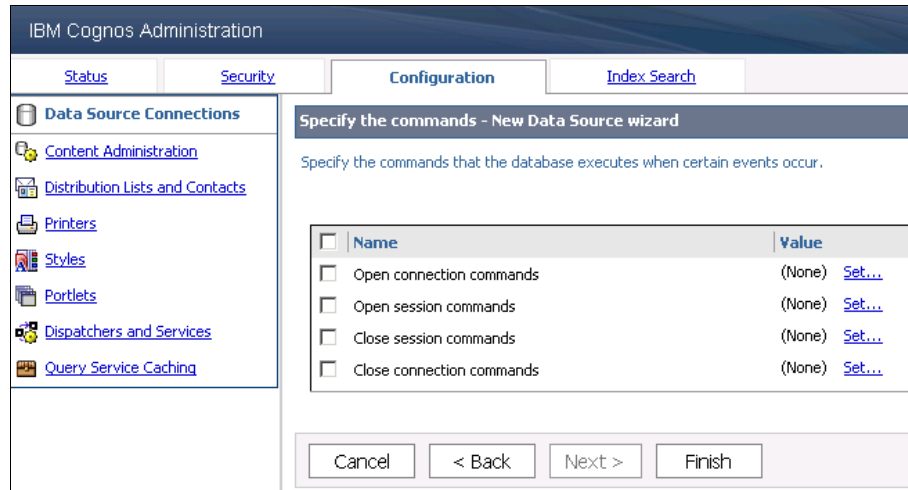 IBM Cognos Administration
Status Security Configuration Index Search
Data Source Connections
Content Administration
Distribution Lists and Contacts
Printers
Styles
Portlets
Dispatchers and Services
Query Service Caching
Specify the commands - New Data Source wizard
Specify the commands that the database executes when certain events occur.
Name Value
Open connection commands (None) Set...
Open session commands (None) Set...
Close session commands (None) Set...
Close connection commands (None) Set...
Cancel < Back Next > Finish